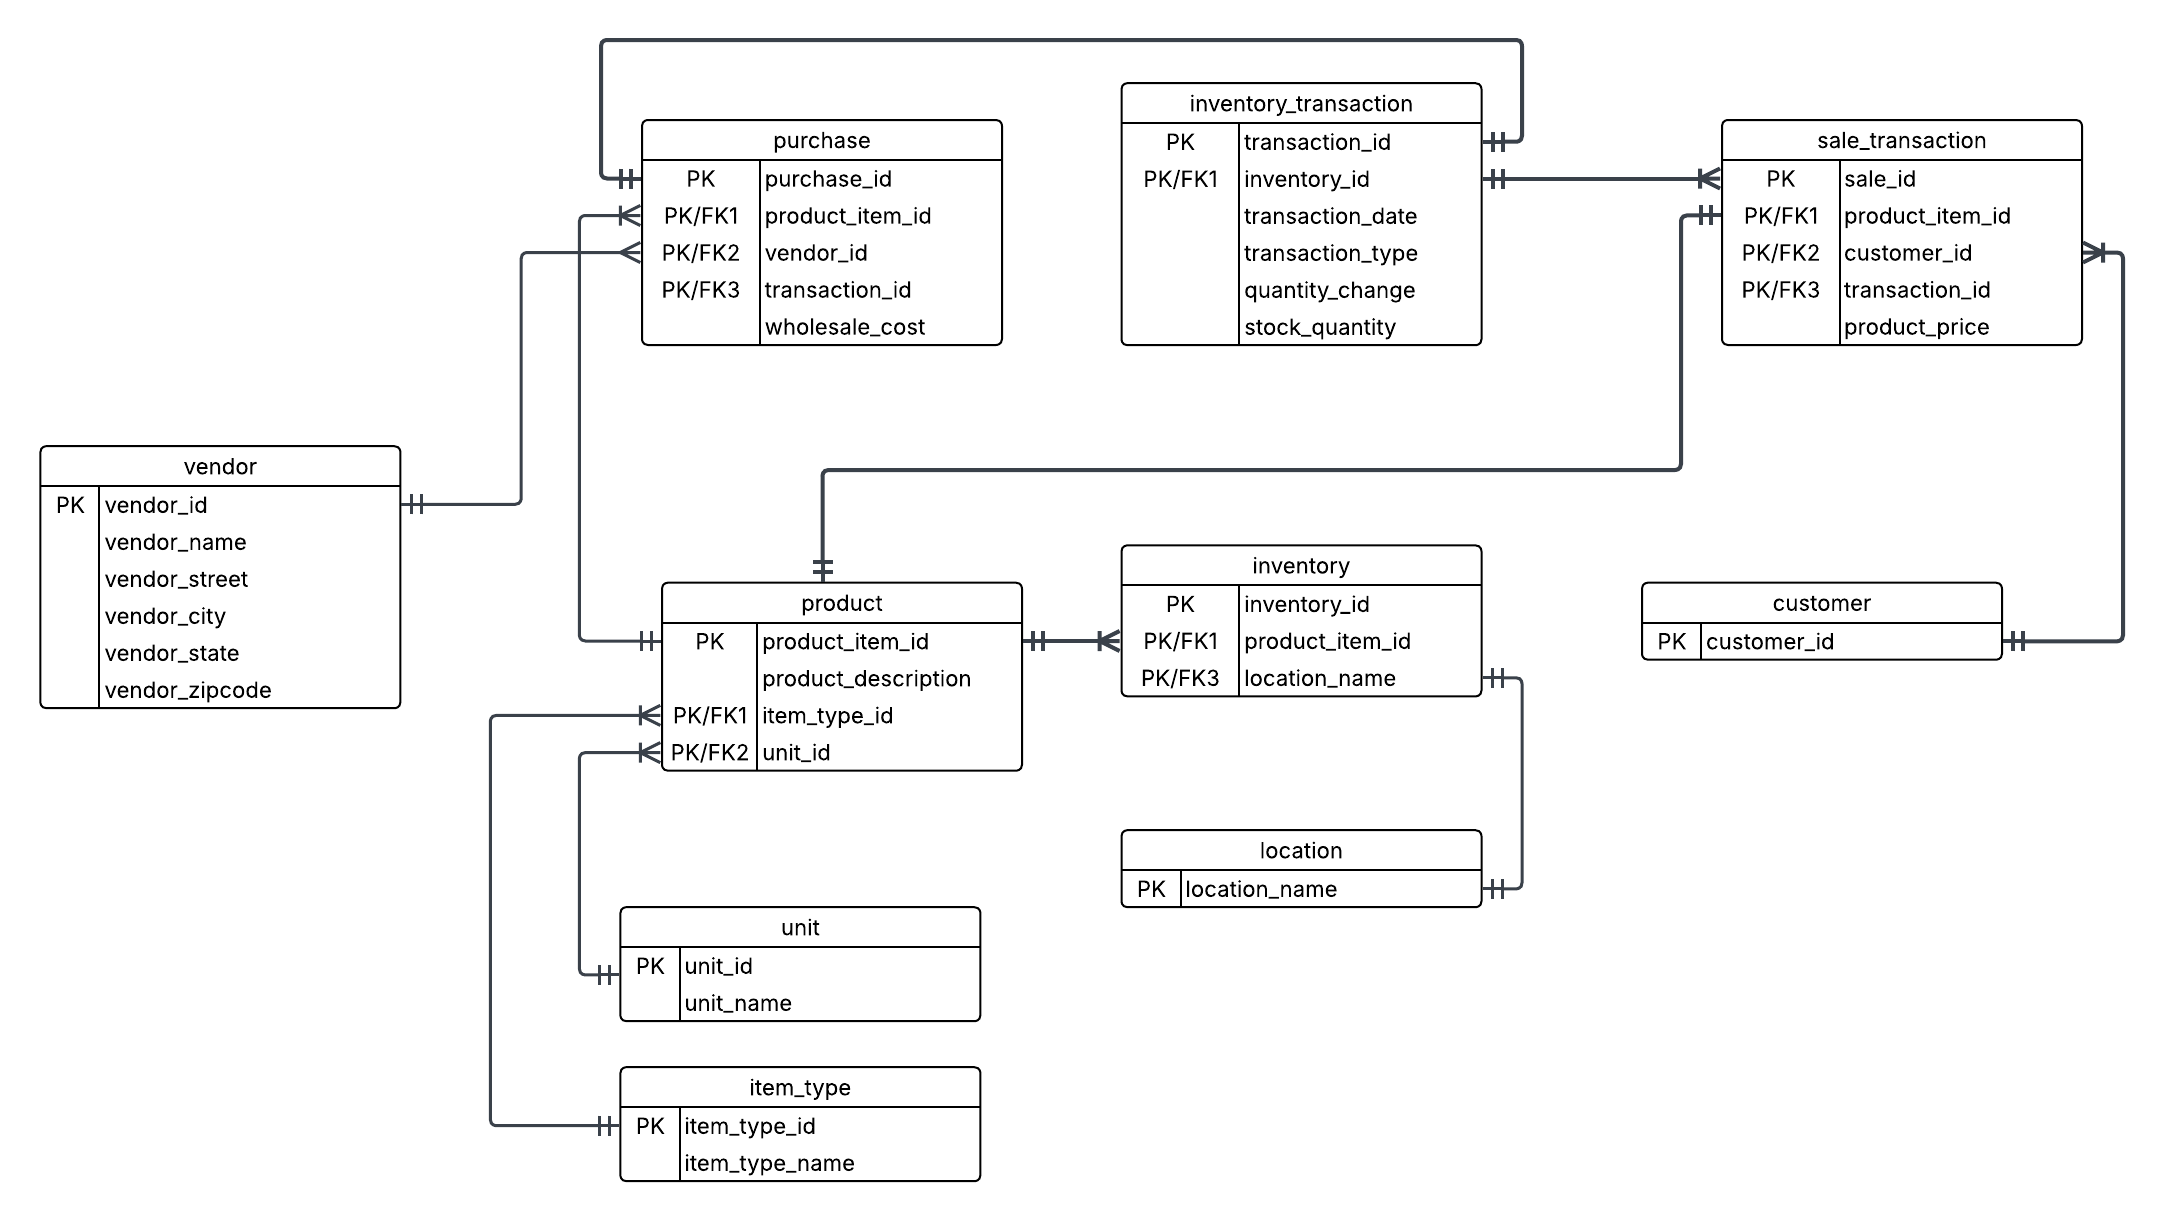 purchase
PK purchase_id
PK/FK1 product_item_id
PK/FK2 vendor_id
PK/FK3 transaction_id
wholesale_cost
inventory_transaction
PK transaction_id
PK/FK1 inventory_id
transaction_date
transaction_type
quantity_change
stock_quantity
sale_transaction
PK sale_id
PK/FK1 product_item_id
PK/FK2 customer_id
PK/FK3 transaction_id
product_price
vendor
PK vendor_id
vendor_name
vendor_street
vendor_city
vendor_state
vendor_zipcode
product
PK product_item_id
product_description
PK/FK1 item_type_id
PK/FK2 unit_id
inventory
PK inventory_id
PK/FK1 product_item_id
PK/FK3 location_name
customer
PK customer_id
location
PK location_name
unit
PK unit_id
unit_name
item_type
PK item_type_id
item_type_name